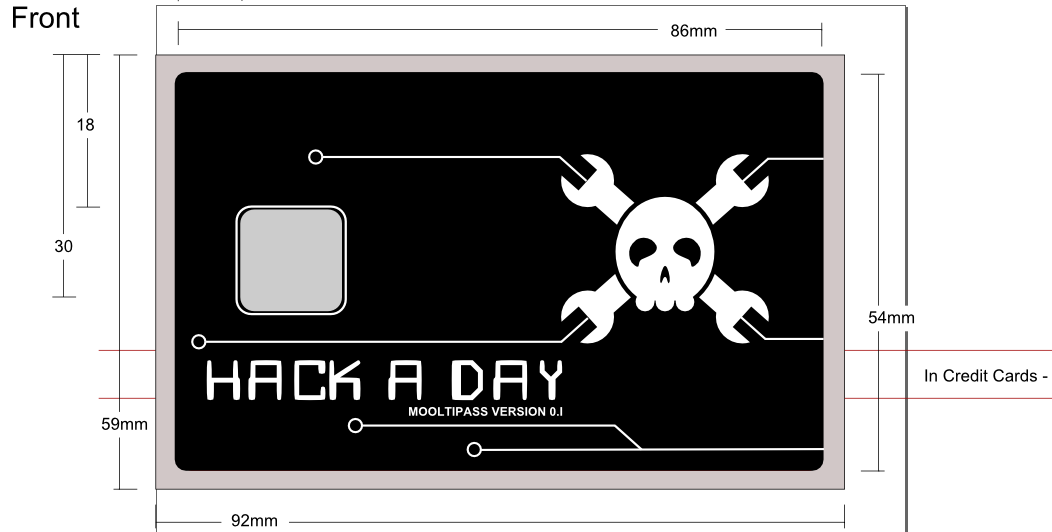 Front
86mm
18
30
54mm
In Credit Cards -
HACK A DAY
MOOLTIPASS VERSION 0.I
59mm
92mm